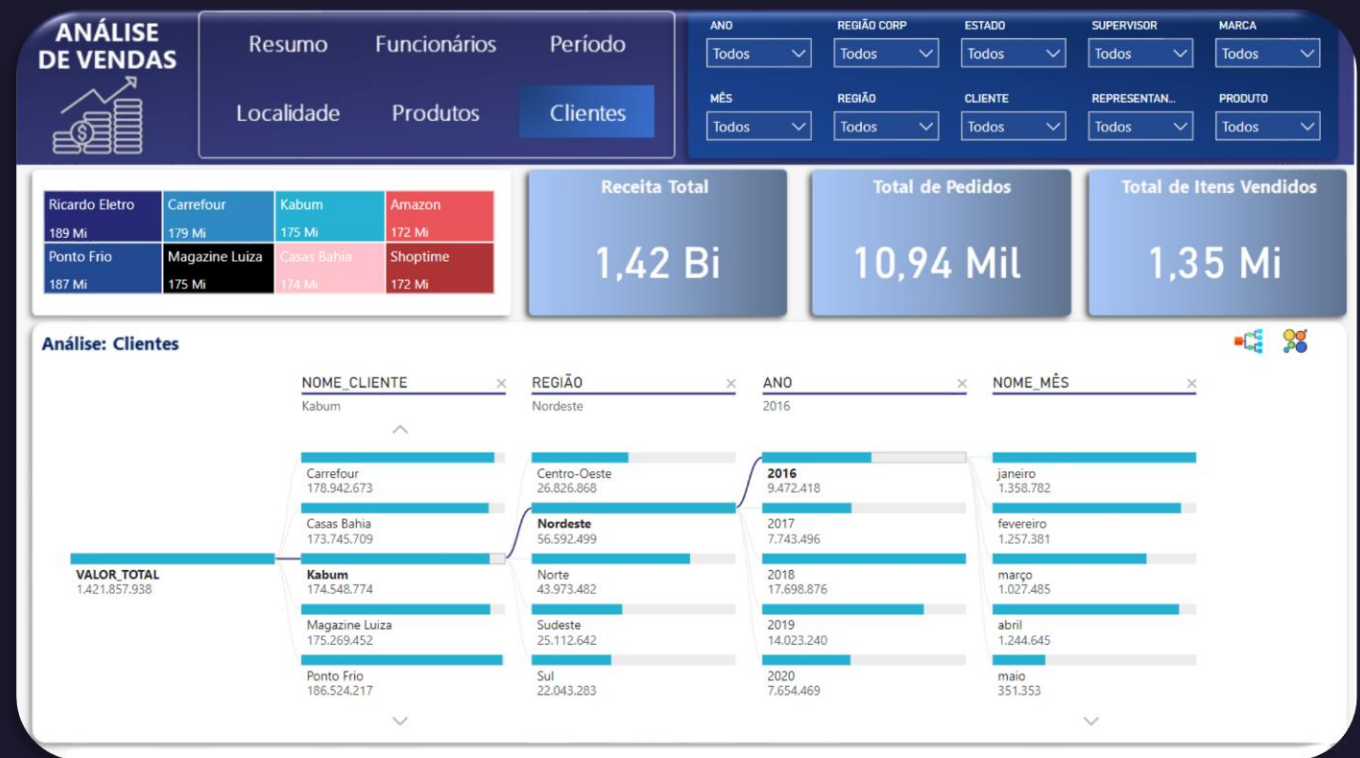 ANÁLISE
DE VENDAS
Resumo
Funcionários
Período
Localidade
Produtos
Clientes
ANO
Todos
REGIÃO CORP
Todos
ESTADO
Todos
SUPERVISOR
Todos
MARCA
Todos
MÊS
Todos
REGIÃO
Todos
CLIENTE
Todos
REPRESENTAN...
Todos
PRODUTO
Todos
Ricardo Eletro
189 Mi
Carrefour
179 Mi
Kabum
175 Mi
Amazon
172 Mi
Ponto Frio
187 Mi
Magazine Luiza
175 Mi
Casas Bahia
174 Mi
Shoptime
172 Mi
Receita Total
1,42 Bi
Total de Pedidos
10,94 Mil
Total de Itens Vendidos
1,35 Mi
Análise: Clientes
VALOR_TOTAL
1.421.857.938
NOME_CLIENTE
Kabum
Carrefour
178.942.673
Casas Bahia
173.745.709
Kabum
174.548.774
Magazine Luiza
175.269.452
Ponto Frio
186.524.217
REGIÃO
Nordeste
Centro-Oeste
26.826.868
Nordeste
56.592.499
Norte
43.973.482
Sudeste
25.112.642
Sul
22.043.283
ANO
2016
2016
9.472.418
2017
7.743.496
2018
17.698.876
2019
14.023.240
2020
7.654.469
NOME_MÊS
janeiro
1.358.782
fevereiro
1.257.381
março
1.027.485
abril
1.244.645
maio
351.353